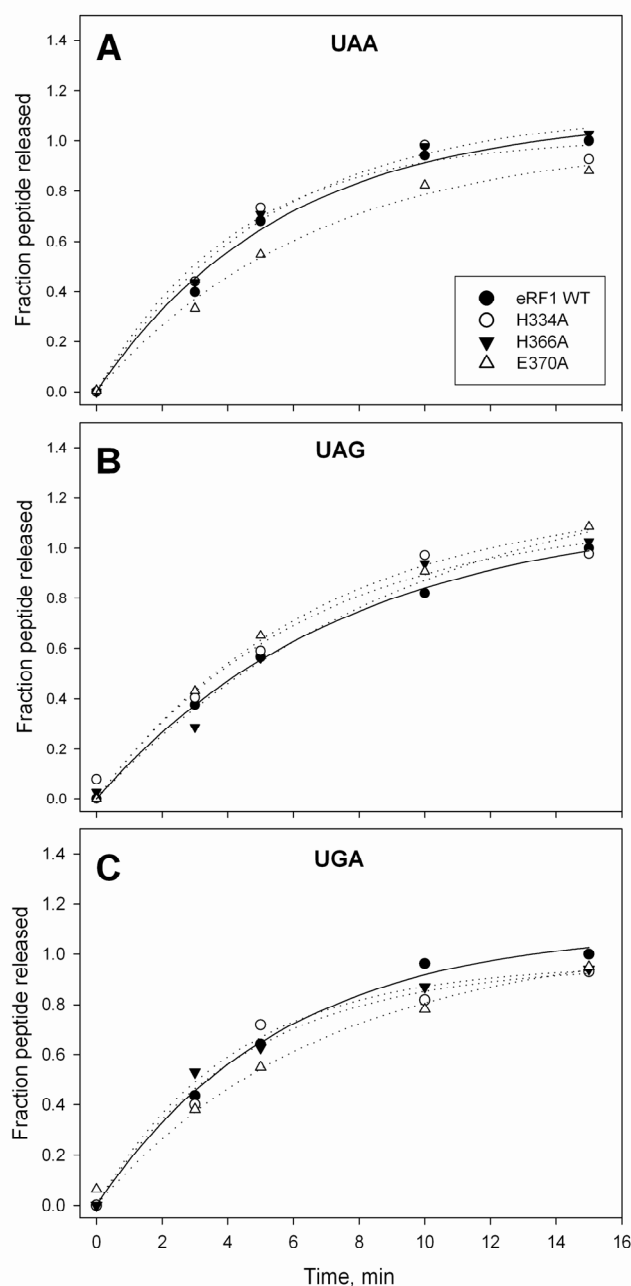 A
UAA
Fraction peptide released
1.4
1.2
1.0
0.8
0.6
0.4
0.2
0.0
eRF1 WT
H334A
H366A
E370A
B
UAG
Fraction peptide released
1.4
1.2
1.0
0.8
0.6
0.4
0.2
0.0
C
UGA
Fraction peptide released
1.4
1.2
1.0
0.8
0.6
0.4
0.2
0.0
0 2 4 6 8 10 12 14 16
Time, min